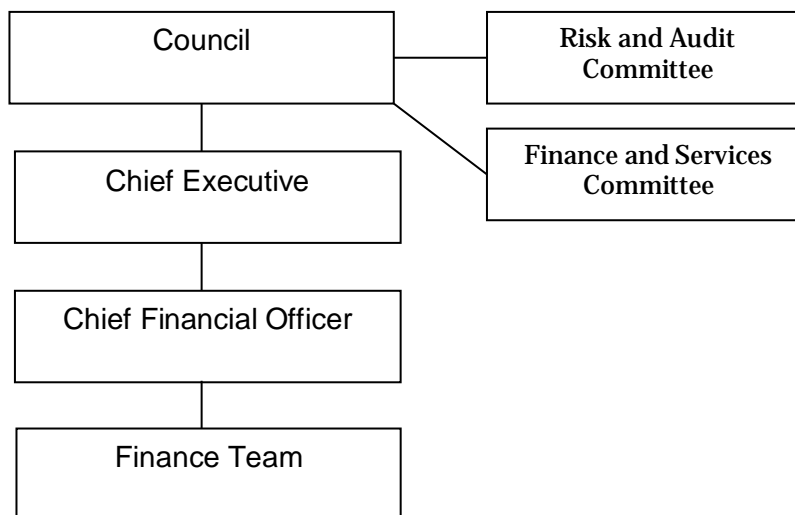 Council
Risk and Audit
Committee
Finance and Services
Committee
Chief Executive
Chief Financial Officer
Finance Team